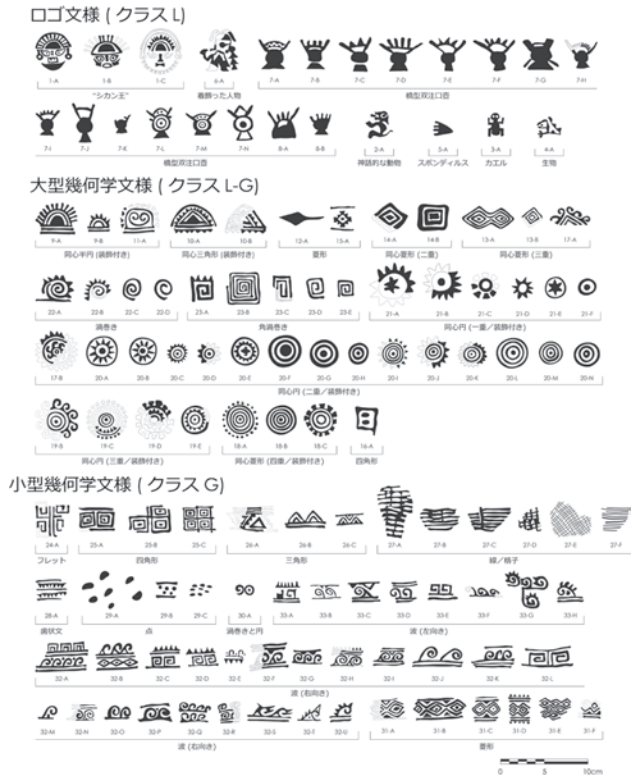 ロゴ文様 ( クラス L)
1-A 1-B 1-C 6-A 7-A 7-B 7-C 7-D 7-E 7-F 7-G 7-H
"シカン王" 着飾った人物 橋型双注口壺
7-I 7-J 7-K 7-L 7-M 7-N 8-A 8-B 2-A 5-A 3-A 4-A
橋型双注口壺 神話的な動物 スポンディルス カエル 生物
大型幾何学文様 ( クラス L-G)
9-A 9-B 11-A 10-A 10-B 12-A 15-A 14-A 14-B 13-A 13-B 17-A
同心半円 (装飾付き) 同心三角形 (装飾付き) 菱形 同心菱形 (二重) 同心菱形 (三重)
22-A 22-B 22-C 22-D 23-A 23-B 23-C 23-D 23-E 21-A 21-B 21-C 21-D 21-E 21-F
渦巻き 角渦巻き 同心円 (一重／装飾付き)
17-B 20-A 20-B 20-C 20-D 20-E 20-F 20-G 20-H 20-I 20-J 20-K 20-L 20-M 20-N
同心円 (二重／装飾付き)
19-B 19-C 19-D 19-E 18-A 18-B 18-C 16-A
同心円 (三重／装飾付き) 同心菱形 (四重／装飾付き) 四角形
小型幾何学文様 ( クラス G)
24-A 25-A 25-B 25-C 26-A 26-B 26-C 27-A 27-B 27-C 27-D 27-E 27-F
フレット 四角形 三角形 線／格子
28-A 29-A 29-B 29-C 30-A 33-A 33-B 33-C 33-D 33-E 33-F 33-G 33-H
歯状文 点 渦巻きと円 波 (左向き)
32-A 32-B 32-C 32-D 32-E 32-F 32-G 32-H 32-I 32-J 32-K 32-L
波 (右向き)
32-M 32-N 32-O 32-P 32-Q 32-R 32-S 32-T 32-U 31-A 31-B 31-C 31-D 31-E 31-F
波 (右向き) 菱形
0 5 10cm